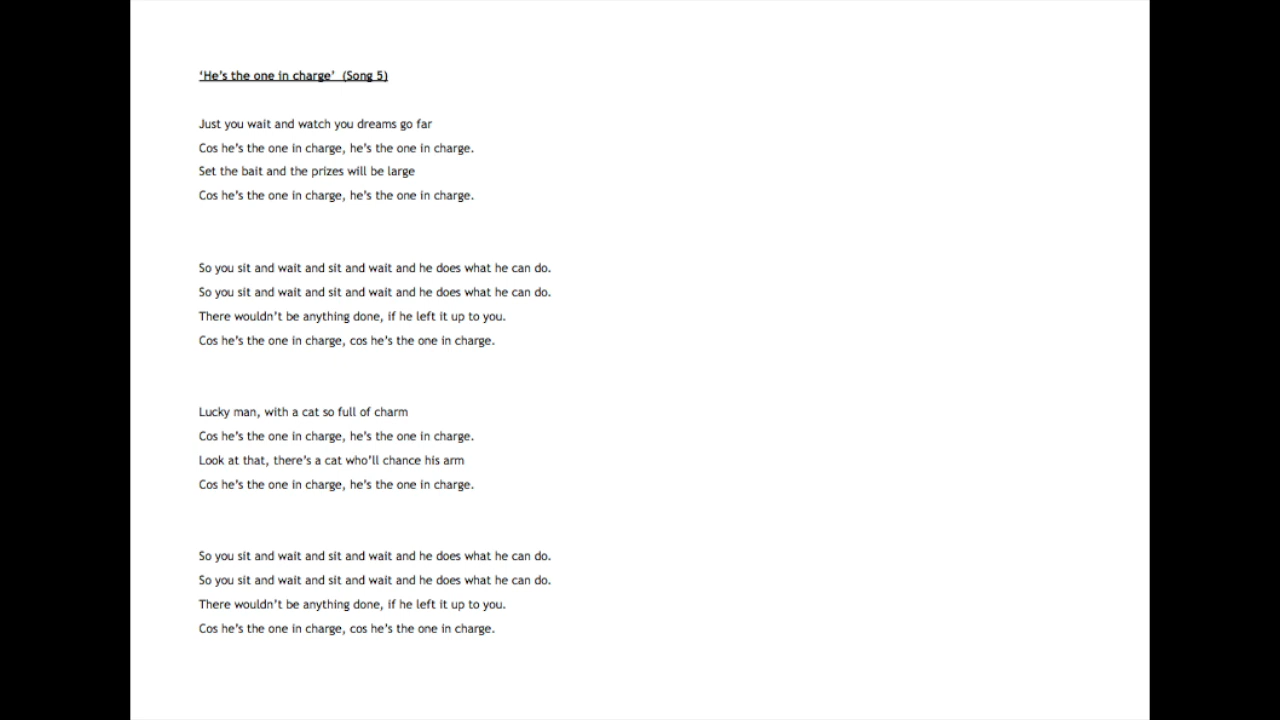 ‘He’s the one in charge’ (Song 5)
Just you wait and watch you dreams go far
Cos he’s the one in charge, he’s the one in charge.
Set the bait and the prizes will be large
Cos he’s the one in charge, he’s the one in charge.
So you sit and wait and sit and wait and he does what he can do.
So you sit and wait and sit and wait and he does what he can do.
There wouldn’t be anything done, if he left it up to you.
Cos he’s the one in charge, cos he’s the one in charge.
Lucky man, with a cat so full of charm
Cos he’s the one in charge, he’s the one in charge.
Look at that, there’s a cat who’ll chance his arm
Cos he’s the one in charge, he’s the one in charge.
So you sit and wait and sit and wait and he does what he can do.
So you sit and wait and sit and wait and he does what he can do.
There wouldn’t be anything done, if he left it up to you.
Cos he’s the one in charge, cos he’s the one in charge.